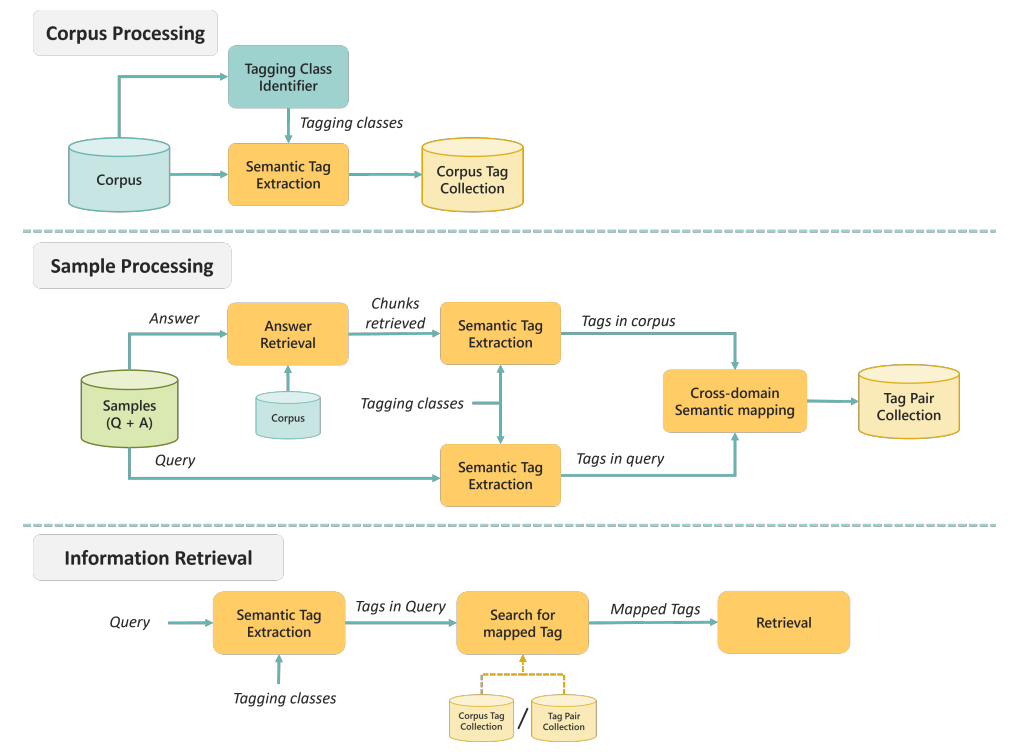 Corpus Processing
Tagging Class
Identifier
Tagging classes
Corpus
Semantic Tag
Extraction
Corpus Tag
Collection
Sample Processing
Answer
Answer
Retrieval
Chunks
retrieved
Semantic Tag
Extraction
Tags in corpus
Samples
(Q + A)
Corpus
Tagging classes
Cross-domain
Semantic mapping
Tag Pair
Collection
Query
Semantic Tag
Extraction
Tags in query
Information Retrieval
Query
Semantic Tag
Extraction
Tags in Query
Search for
mapped Tag
Mapped Tags
Retrieval
Tagging classes
Corpus Tag
Collection
/
Tag Pair
Collection